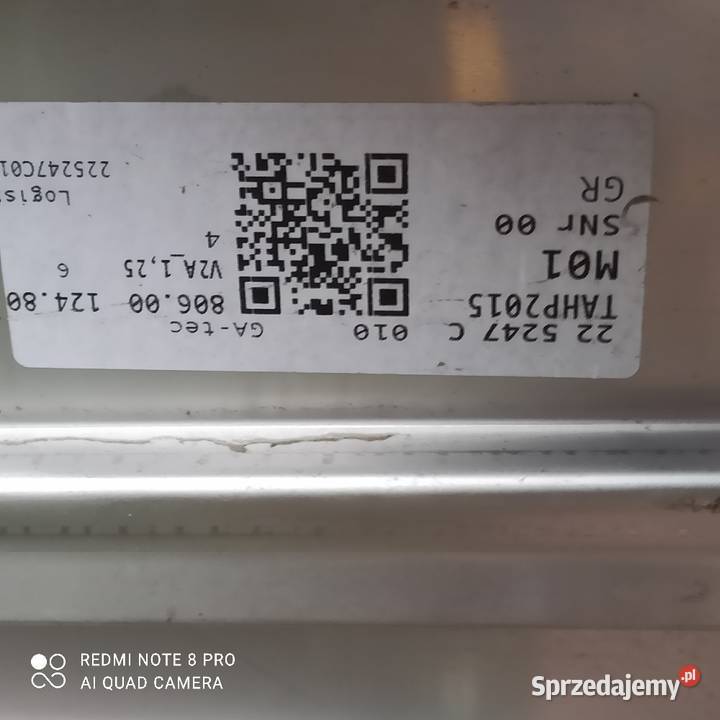 22 5247 C
TAHP2015
M01
SNr 00
GR
010
GA-tec
806.00 124.80
V2A_1,25 6
4
225247C01
REDMI NOTE 8 PRO
AI QUAD CAMERA
Sprzedajemy.pl